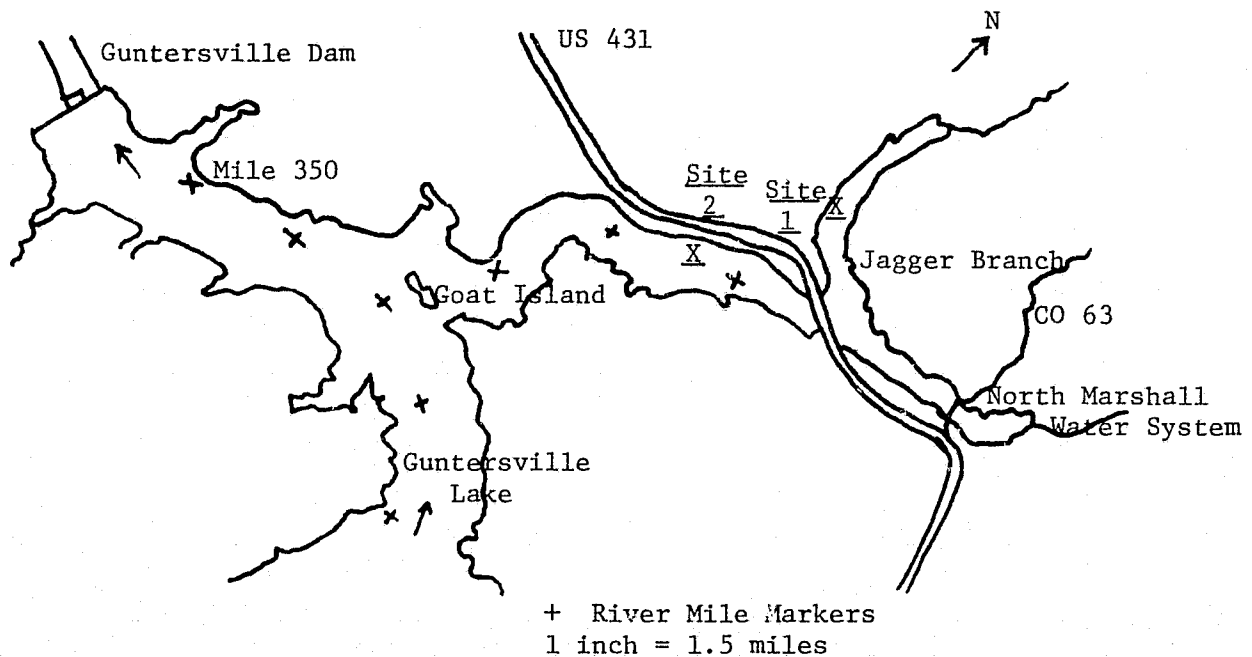 N
US 431
Guntersville Dam
Mile 350
Site
2
X
Site
1
X
Jagger Branch
Goat Island
CO 63
North Marshall
Water System
Guntersville
Lake
+ River Mile Markers
1 inch = 1.5 miles